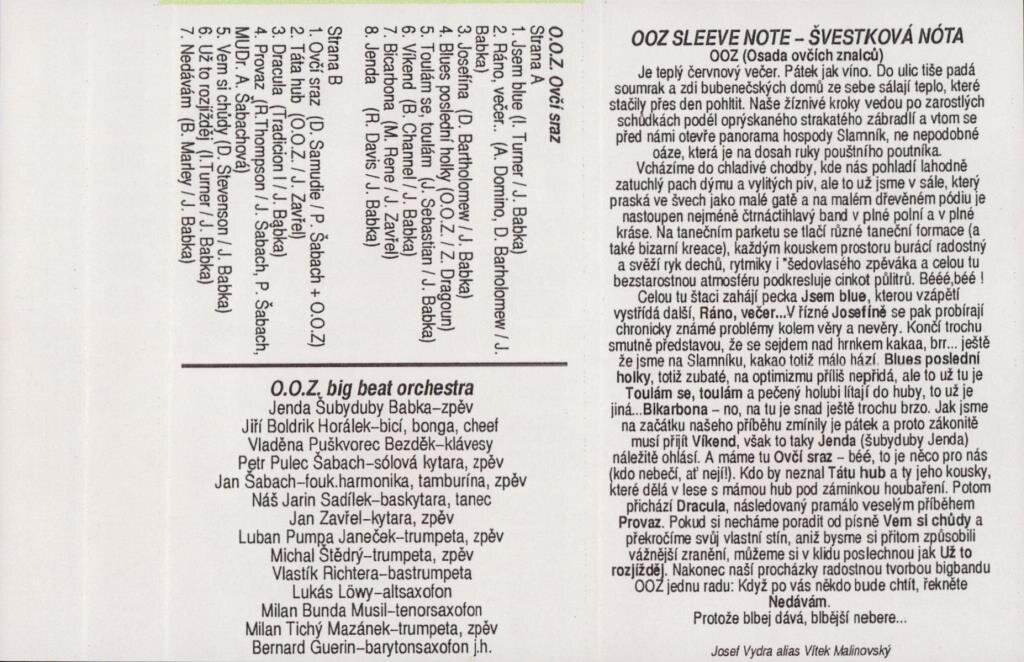 O.O.Z. Ovčí sraz
Strana A
1. Jsem blue (I. Turner / J. Babka)
2. Ráno, večer.. (A. Domino, D. Bartholomew / J.
Babka)
3. Josefína (D. Bartholomew / J. Babka)
4. Blues poslední holky (O.O.Z. / Z. Dragoun)
5. Toulám se, toulám (J. Sebastian / J. Babka)
6. Víkend (B. Channel / J. Babka)
7. Bicarbona (M. Rene / J. Zavřel)
8. Jenda (R. Davis / J. Babka)
Strana B
1. Ovčí sraz (D. Samudie / P. Šabach + O.O.Z)
2. Táta hub (O.O.Z. / J. Zavřel)
3. Dracula (Tradicion l / J. Babka)
4. Provaz (R.Thompson / J. Šabach, P. Šabach,
MUDr. A. Šabachová)
5. Vem si chůdy (D. Stevenson / J. Babka)
6. Už to rozjížděj (I.Turner / J. Babka)
7. Nedávám (B. Marley / J. Babka)
O.O.Z. big beat orchestra
Jenda Šubyduby Babka–zpěv
Jiří Boldrik Horálek–bicí, bonga, cheef
Vladěna Puškvorec Bezděk–klávesy
Petr Pulec Šabach–sólová kytara, zpěv
Jan Šabach–fouk.harmonika, tamburína, zpěv
Náš Jarin Sadílek–baskytara, tanec
Jan Zavřel–kytara, zpěv
Luban Pumpa Janeček–trumpeta, zpěv
Michal Štědrý–trumpeta, zpěv
Vlastík Richtera–bastrumpeta
Lukás Löwy–altsaxofon
Milan Bunda Musil–tenorsaxofon
Milan Tichý Mazánek–trumpeta, zpěv
Bernard Guerin–barytonsaxofon j.h.
OOZ SLEEVE NOTE – ŠVESTKOVÁ NÓTA
OOZ (Osada ovčích znalců)
Je teplý červnový večer. Pátek jak víno. Do ulic tiše padá
soumrak a zdi bubenečských domů ze sebe sálají teplo, které
stačily přes den pohltit. Naše žíznivé kroky vedou po zarostlých
schůdkách podél oprýskaného strakatého zábradlí a vtom se
před námi otevře panorama hospody Slamník, ne nepodobné
oáze, která je na dosah ruky pouštního poutníka.
Vcházíme do chladivé chodby, kde nás pohladí lahodně
zatuchlý pach dýmu a vylitých piv, ale to už jsme v sále, který
praská ve švech jako malé gatě a na malém dřevěném pódiu je
nastoupen nejméně čtrnáctihlavý band v plné polní a v plné
kráse. Na tanečním parketu se tlačí různé taneční formace (a
také bizarní kreace), každým kouskem prostoru burácí radostný
a svěží ryk dechů, rytmiky i "šedovlasého zpěváka a celou tu
bezstarostnou atmosféru podkresluje cinkot půlitrů. Bééé,béé !
Celou tu štaci zahájí pecka Jsem blue, kterou vzápětí
vystřídá další, Ráno, večer...V řízné Josefíně se pak probírají
chronicky známé problémy kolem věry a nevěry. Končí trochu
smutně představou, že se sejdem nad hrnkem kakaa, brr... ještě
že jsme na Slamníku, kakao totiž málo hází. Blues poslední
holky, totiž zubaté, na optimizmu příliš nepřidá, ale to už tu je
Toulám se, toulám a pečený holubi lítají do huby, to už je
jiná...Bikarbona – no, na tu je snad ještě trochu brzo. Jak jsme
na začátku našeho příběhu zmínily je pátek a proto zákonitě
musí přijít Víkend, však to taky Jenda (šubyduby Jenda)
náležitě ohlásí. A máme tu Ovčí sraz – béé, to je něco pro nás
(kdo nebečí, ať nejí!). Kdo by neznal Tátu hub a ty jeho kousky,
které dělá v lese s mámou hub pod záminkou houbaření. Potom
přichází Dracula, následovaný pramálo veselým příběhem
Provaz. Pokud si necháme poradit od písně Vem si chůdy a
překročíme svůj vlastní stín, aniž bysme si přitom způsobili
vážnější zranění, můžeme si v klidu poslechnou jak Už to
rozjížděj. Nakonec naší procházky radostnou tvorbou bigbandu
OOZ jednu radu: Když po vás někdo bude chtít, řekněte
Nedávám.
Protože blbej dává, blbější nebere...
Josef Vydra alias Vítek Malinovský